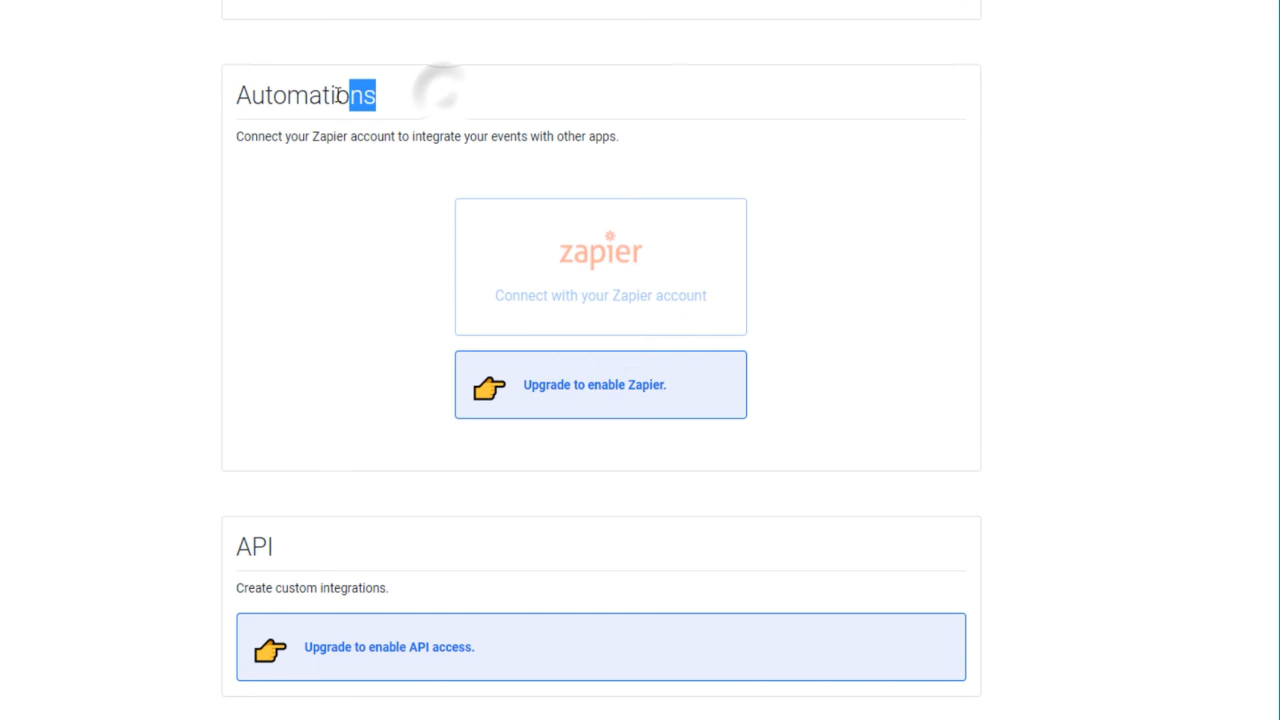 Automations
Connect your Zapier account to integrate your events with other apps.
zapier
Connect with your Zapier account
Upgrade to enable Zapier.
API
Create custom integrations.
Upgrade to enable API access.